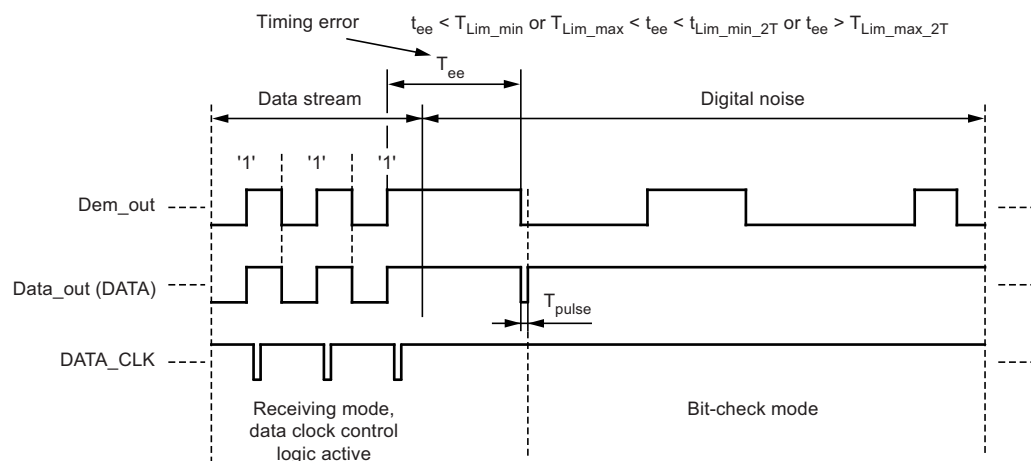 Timing error
t_ee < T_Lim_min or T_Lim_max < t_ee < t_Lim_min_2T or t_ee > T_Lim_max_2T
T_ee
Data stream
Digital noise
'1' '1' '1'
Dem_out
Data_out (DATA)
T_pulse
DATA_CLK
Receiving mode,
data clock control
logic active
Bit-check mode